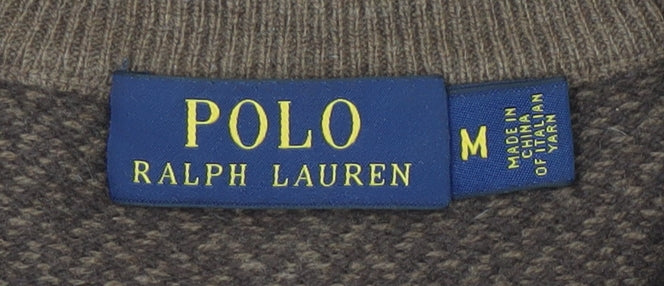 POLO
RALPH LAUREN
M
MADE IN
CHINA
OF ITALIAN
YARN